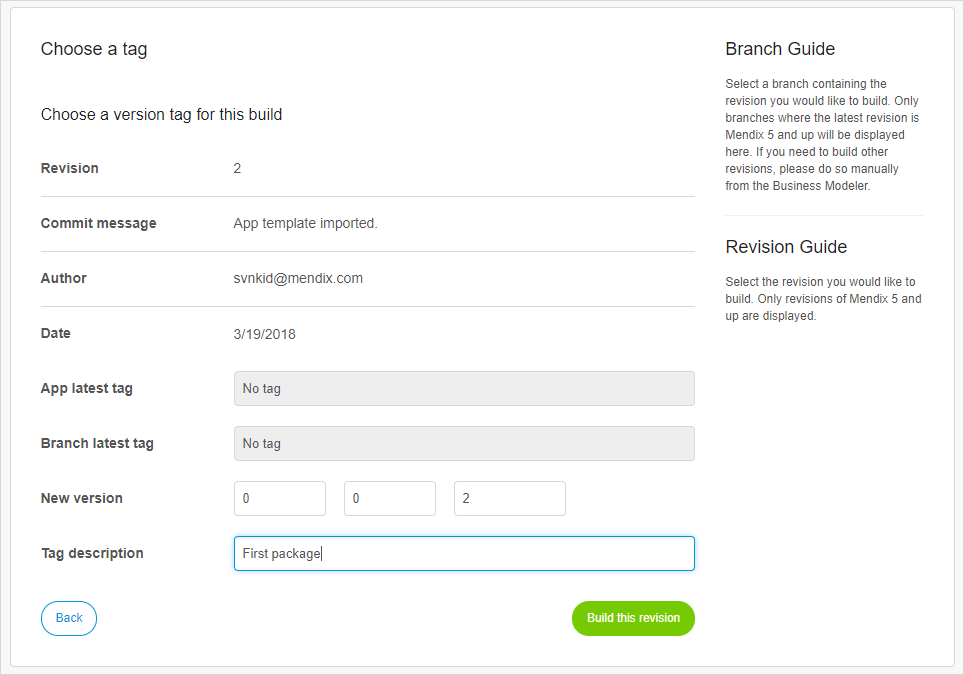 Choose a tag
Choose a version tag for this build
Revision 2
Commit message App template imported.
Author svnkid@mendix.com
Date 3/19/2018
App latest tag No tag
Branch latest tag No tag
New version 0 0 2
Tag description First package
Back Build this revision
Branch Guide
Select a branch containing the
revision you would like to build. Only
branches where the latest revision is
Mendix 5 and up will be displayed
here. If you need to build other
revisions, please do so manually
from the Business Modeler.
Revision Guide
Select the revision you would like to
build. Only revisions of Mendix 5 and
up are displayed.